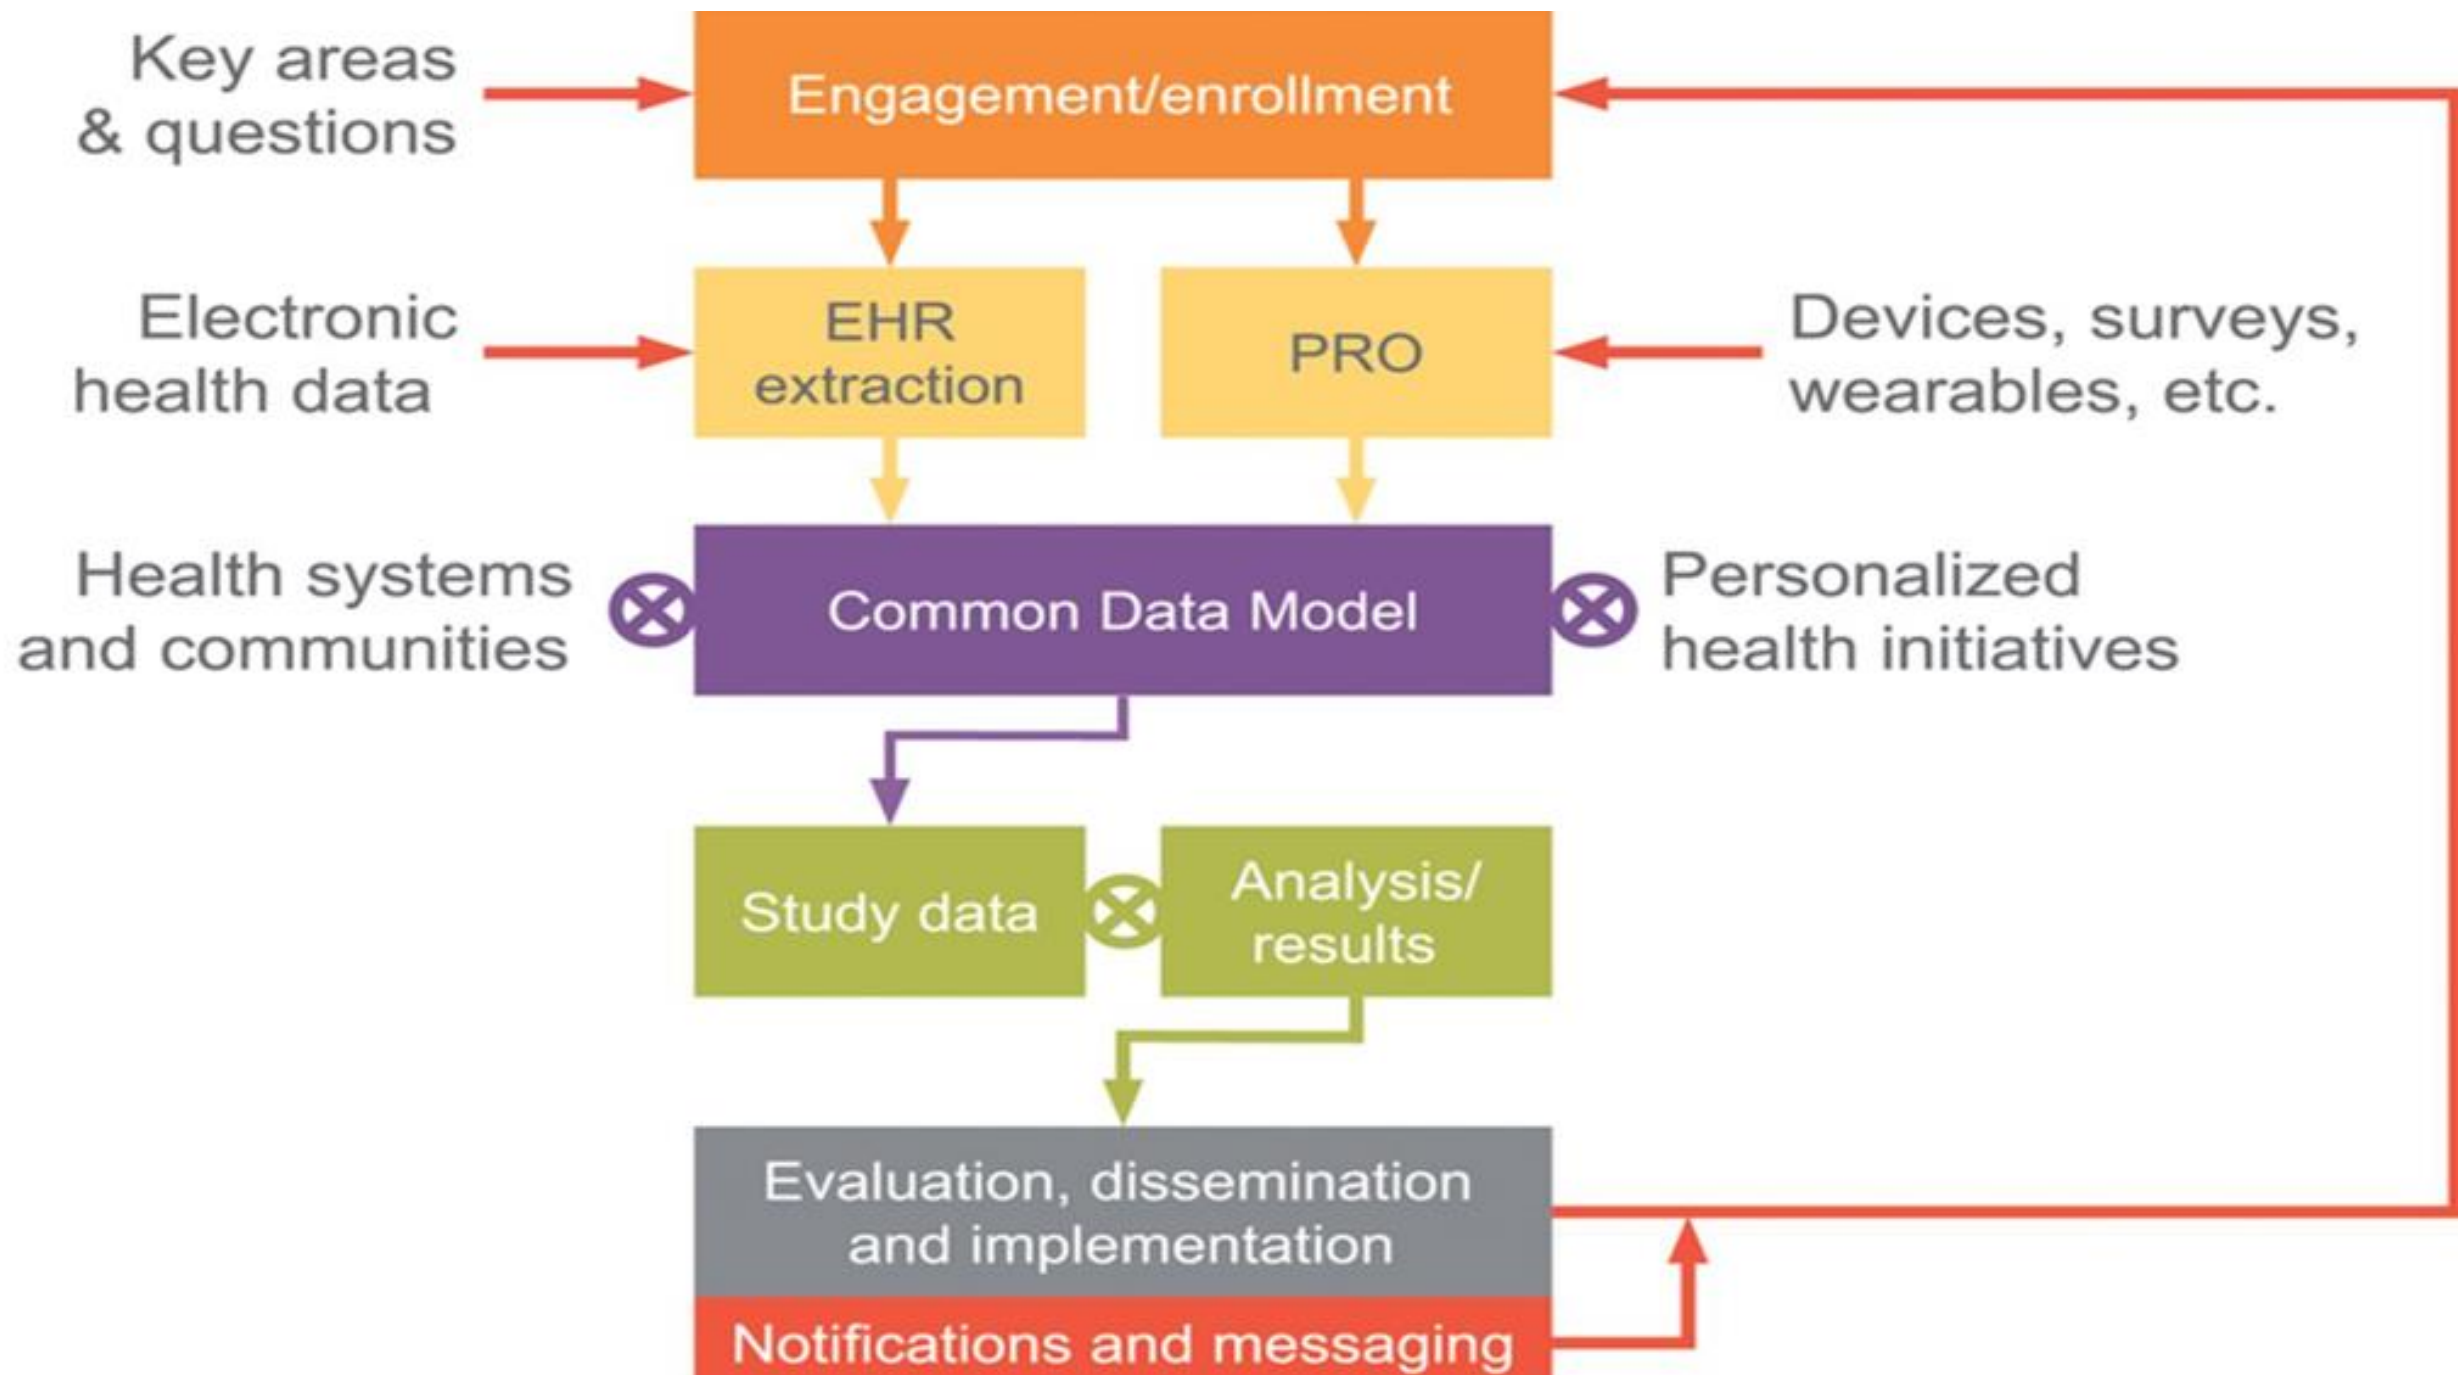 Key areas
& questions
Engagement/enrollment
Electronic
health data
EHR
extraction
PRO
Devices, surveys,
wearables, etc.
Health systems
and communities
Common Data Model
Personalized
health initiatives
Study data
Analysis/
results
Evaluation, dissemination
and implementation
Notifications and messaging